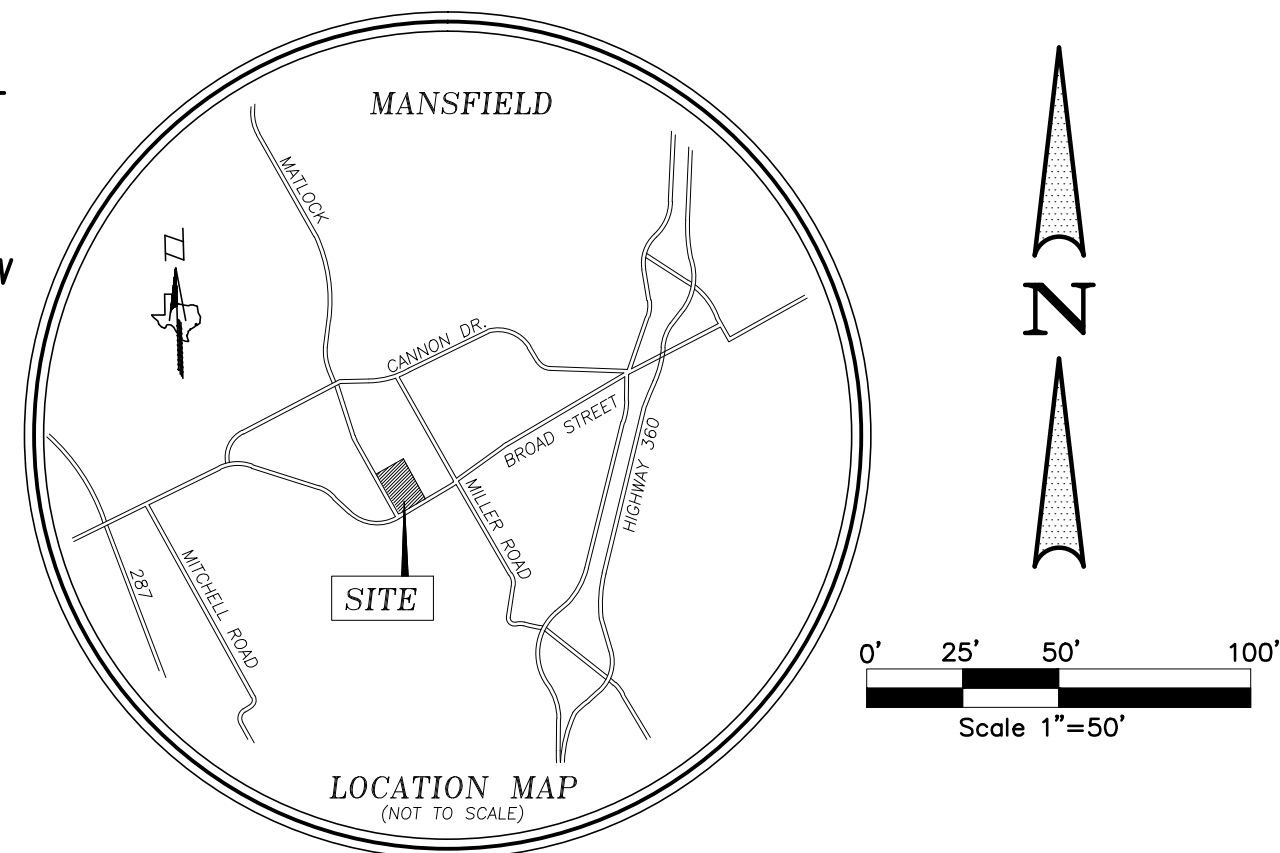 MANSFIELD
MATLOCK
N
CANNON DR.
BROAD STREET
HIGHWAY 360
MILLER ROAD
MITCHELL ROAD
287
SITE
LOCATION MAP
(NOT TO SCALE)
N
0' 25' 50' 100'
Scale 1"=50'